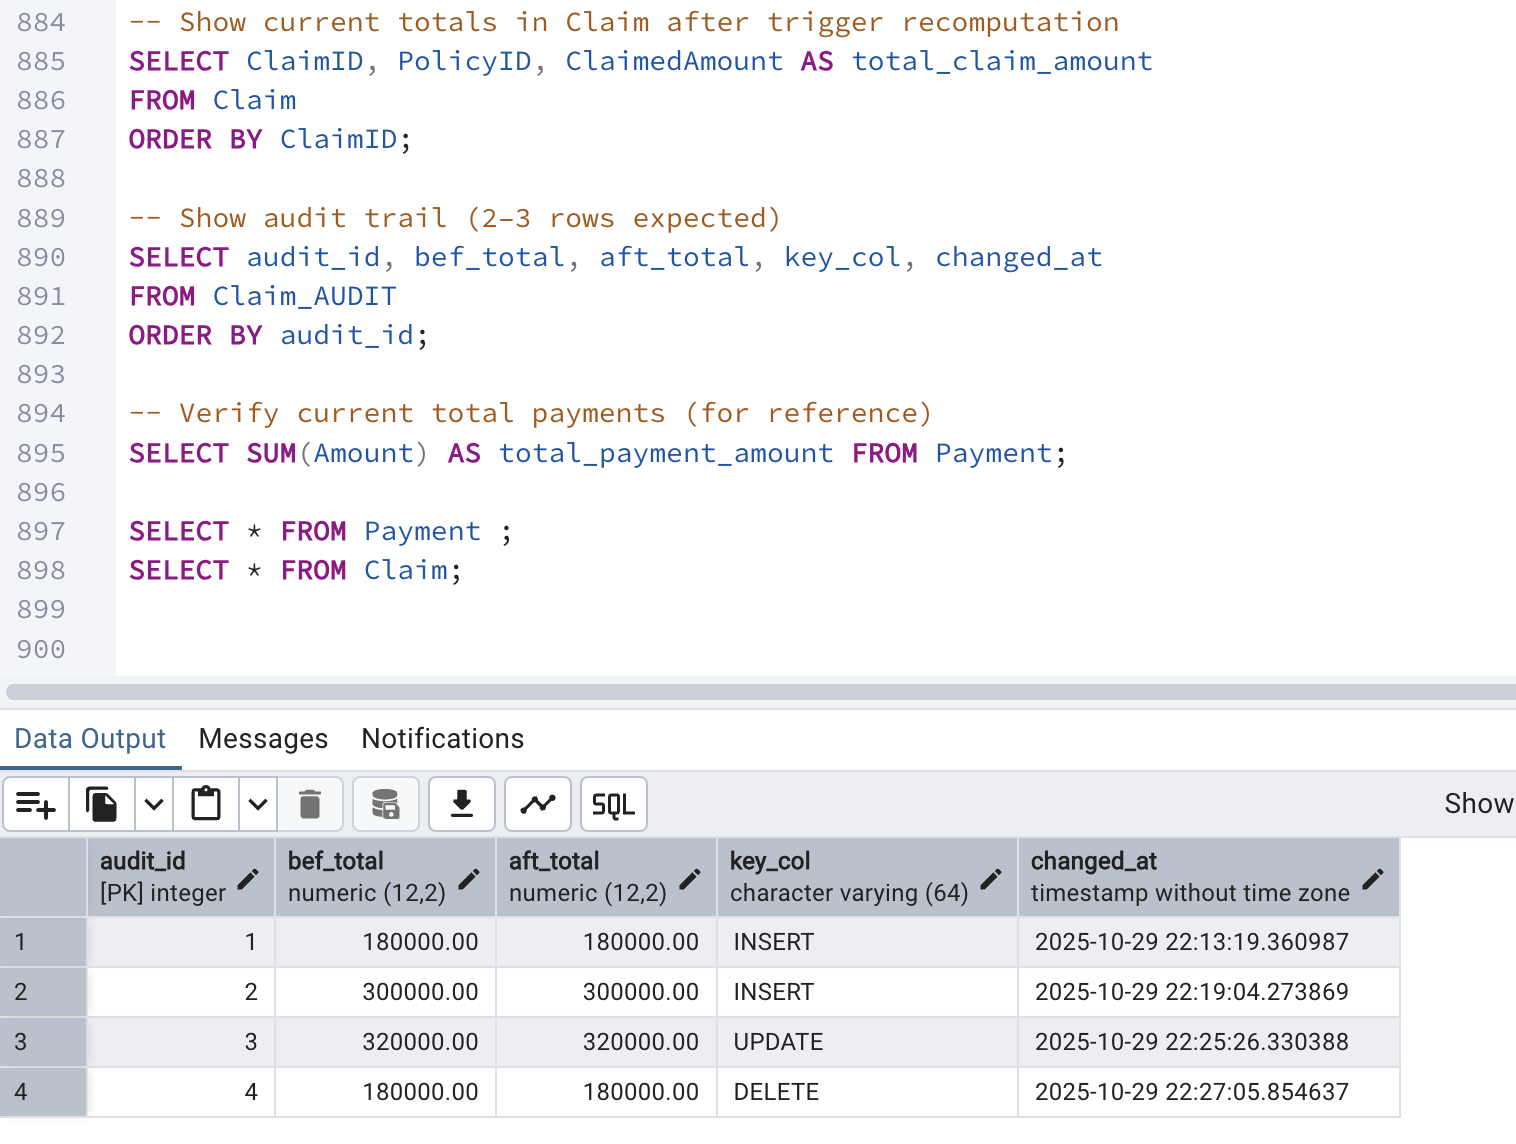 884 -- Show current totals in Claim after trigger recomputation
885 SELECT ClaimID, PolicyID, ClaimedAmount AS total_claim_amount
886 FROM Claim
887 ORDER BY ClaimID;
888
889 -- Show audit trail (2–3 rows expected)
890 SELECT audit_id, bef_total, aft_total, key_col, changed_at
891 FROM Claim_AUDIT
892 ORDER BY audit_id;
893
894 -- Verify current total payments (for reference)
895 SELECT SUM(Amount) AS total_payment_amount FROM Payment;
896
897 SELECT * FROM Payment ;
898 SELECT * FROM Claim;
899
900
Data Output Messages Notifications
SQL Show
audit_id bef_total aft_total key_col changed_at
[PK] integer numeric (12,2) numeric (12,2) character varying (64) timestamp without time zone
1 1 180000.00 180000.00 INSERT 2025-10-29 22:13:19.360987
2 2 300000.00 300000.00 INSERT 2025-10-29 22:19:04.273869
3 3 320000.00 320000.00 UPDATE 2025-10-29 22:25:26.330388
4 4 180000.00 180000.00 DELETE 2025-10-29 22:27:05.854637